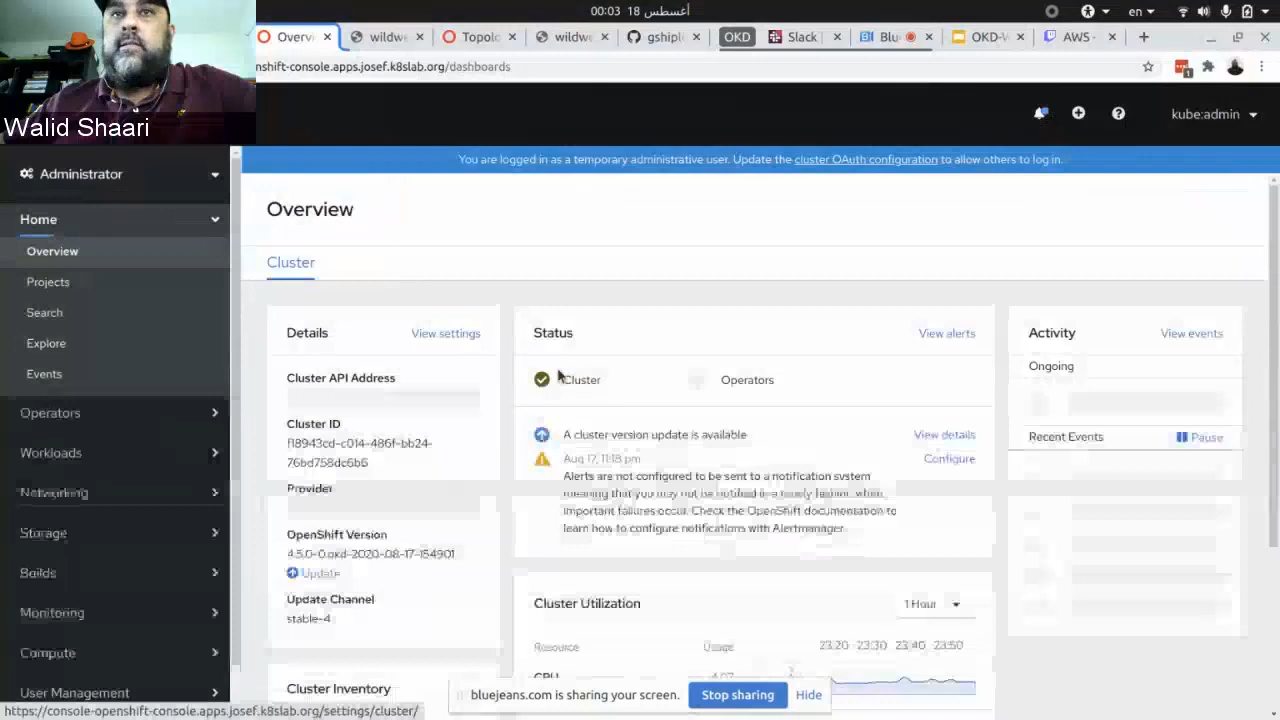 00:03 18 أغسطس
en
Overv
wildwe
Topolo
wildwe
gshipl
OKD
Slack
Blu
OKD-W
AWS -
nshift-console.apps.josef.k8slab.org/dashboards
Walid Shaari
kube:admin
You are logged in as a temporary administrative user. Update the cluster OAuth configuration to allow others to log in.
Administrator
Home
Overview
Projects
Search
Explore
Events
Operators
Workloads
Networking
Storage
Builds
Monitoring
Compute
User Management
Overview
Cluster
Details
View settings
Cluster API Address
Cluster ID
f18943cd-c014-486f-bb24-
76bd758dc6b6
Provider
OpenShift Version
4.5.0-0.okd-2020-08-17-154901
Update
Update Channel
stable-4
Cluster Inventory
Status
View alerts
Cluster
Operators
A cluster version update is available
View details
Aug 17, 11:18 pm
Configure
Alerts are not configured to be sent to a notification system
meaning that you may not be notified in a timely fashion when
important failures occur. Check the OpenShift documentation to
learn how to configure notifications with Alertmanager.
Cluster Utilization
1 Hour
Resource
Usage
23:20 23:30 23:40 23:50
CPU
4.07
Activity
View events
Ongoing
Recent Events
Pause
bluejeans.com is sharing your screen.
Stop sharing
Hide
https://console-openshift-console.apps.josef.k8slab.org/settings/cluster/